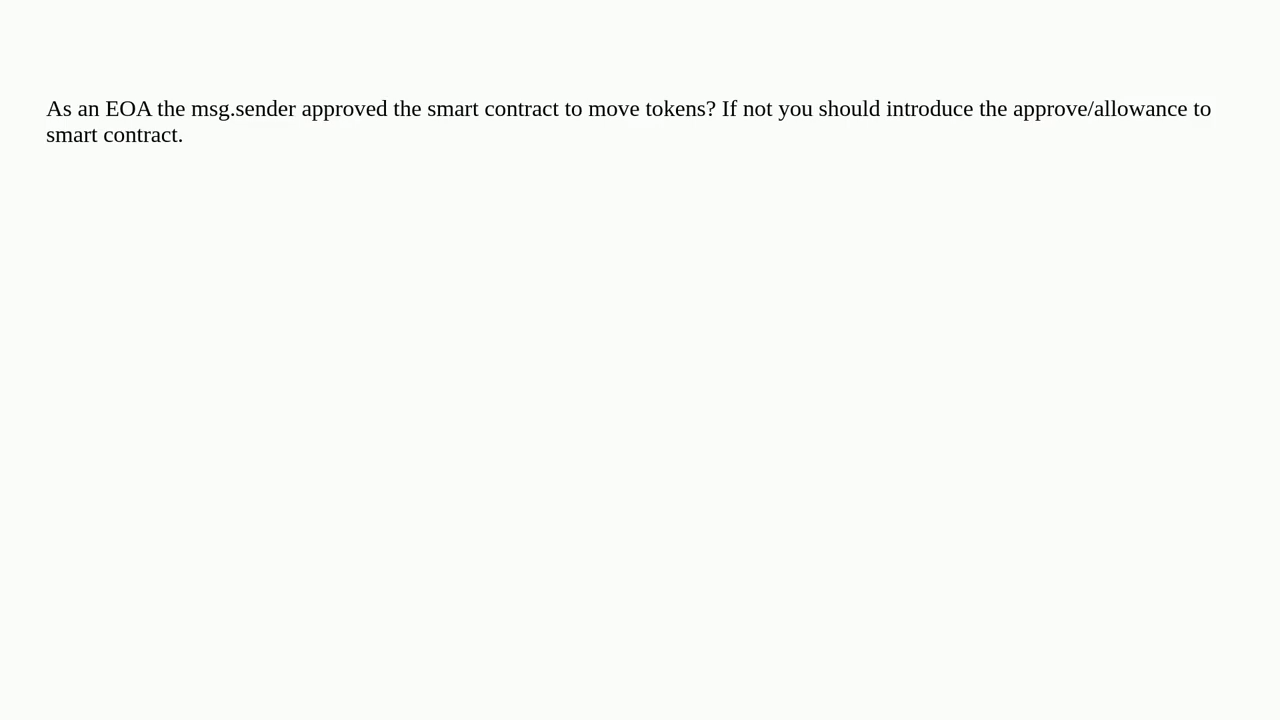 As an EOA the msg.sender approved the smart contract to move tokens? If not you should introduce the approve/allowance to
smart contract.